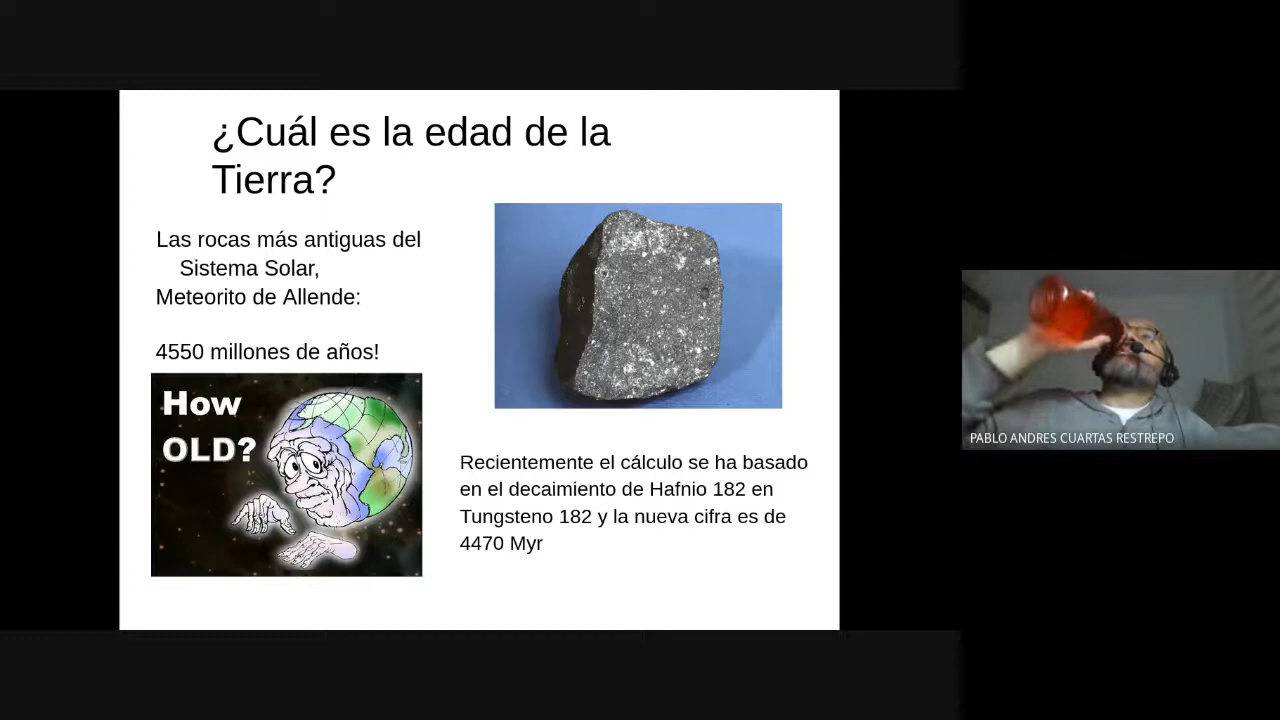 ¿Cuál es la edad de la
Tierra?
Las rocas más antiguas del
Sistema Solar,
Meteorito de Allende:
4550 millones de años!
How
OLD?
Recientemente el cálculo se ha basado
en el decaimiento de Hafnio 182 en
Tungsteno 182 y la nueva cifra es de
4470 Myr
PABLO ANDRES CUARTAS RESTREPO